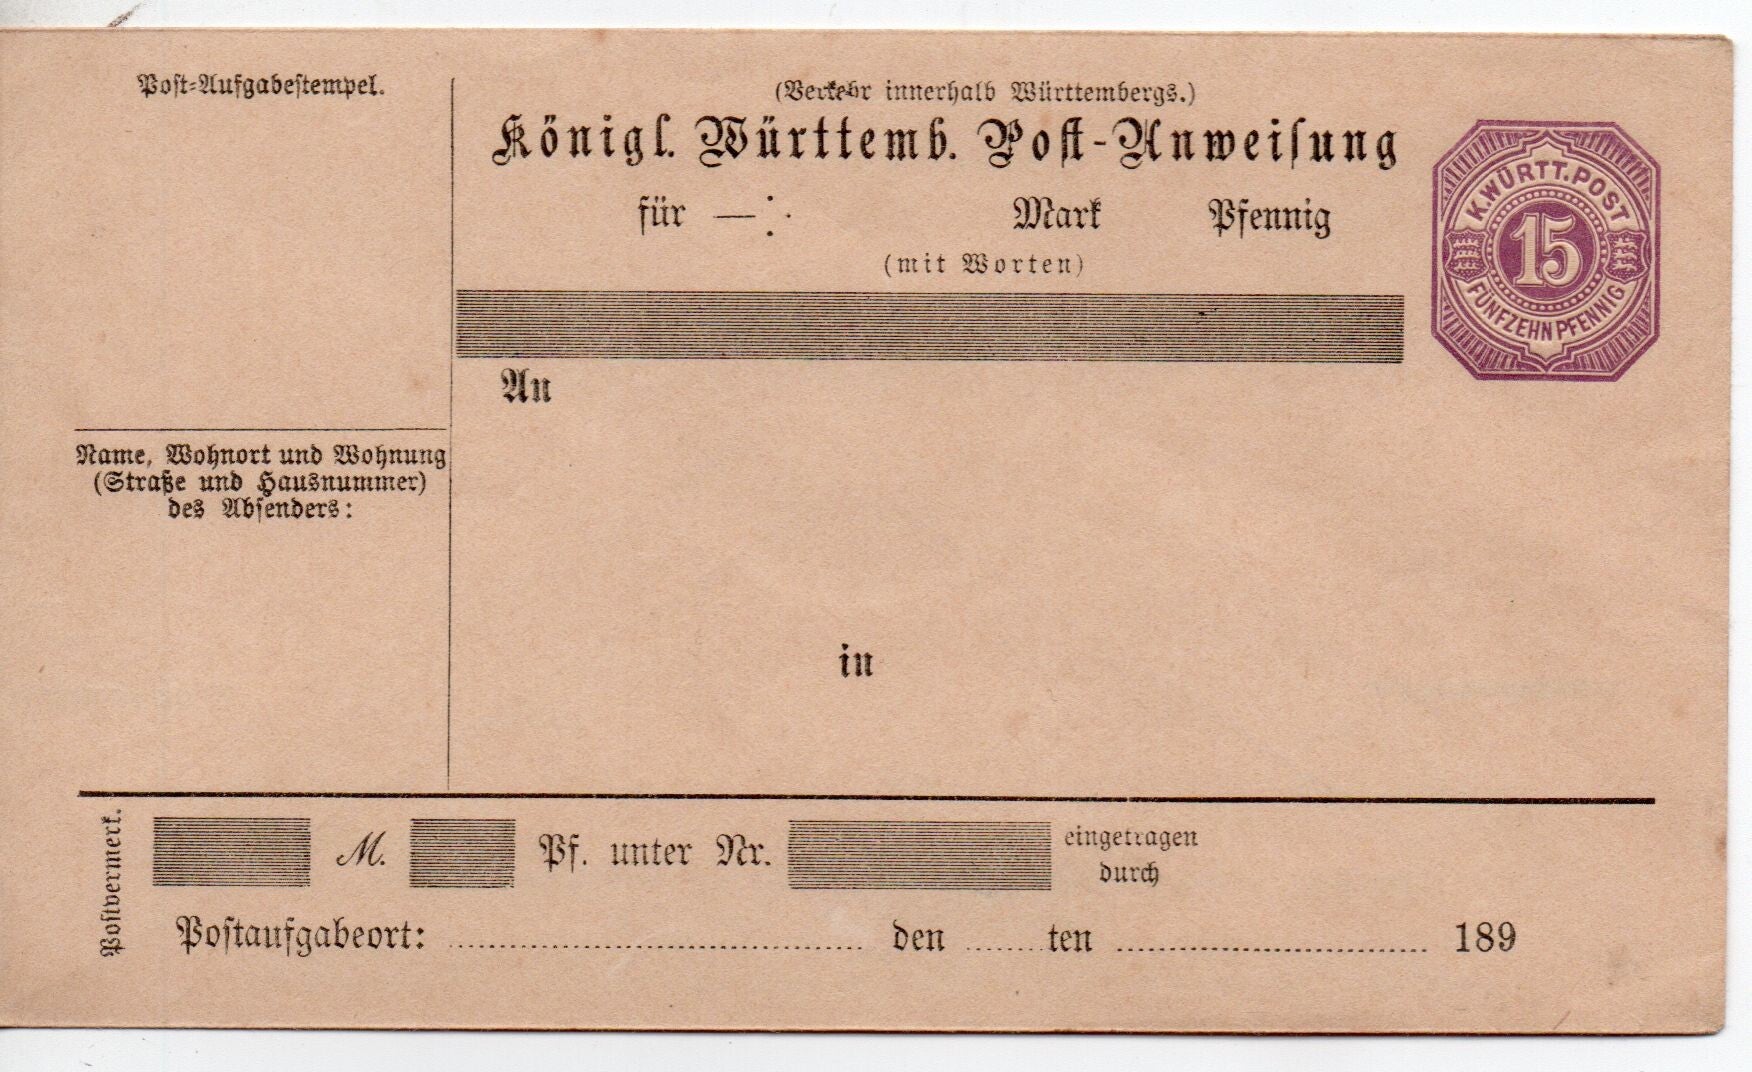 Post-Aufgabestempel.
(Verkehr innerhalb Württembergs.)
Königl. Württemb. Post-Anweisung
für — Mark Pfennig
(mit Worten)
K. WÜRTT. POST
15
FÜNFZEHN PFENNIG
An
Name, Wohnort und Wohnung
(Straße und Hausnummer)
des Absenders:
in
Postvermerk.
M. Pf. unter Nr. eingetragen
durch
Postaufgabeort: den ten 189